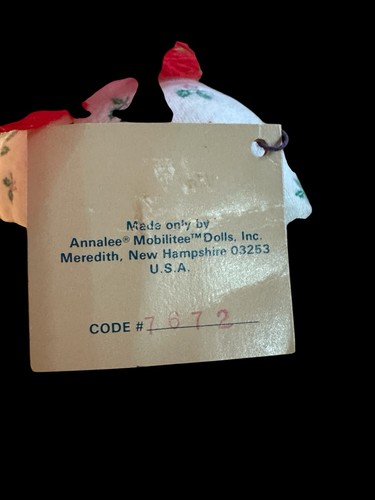 Made only by
Annalee® Mobilitee™ Dolls, Inc.
Meredith, New Hampshire 03253
U.S.A.
CODE # 7672